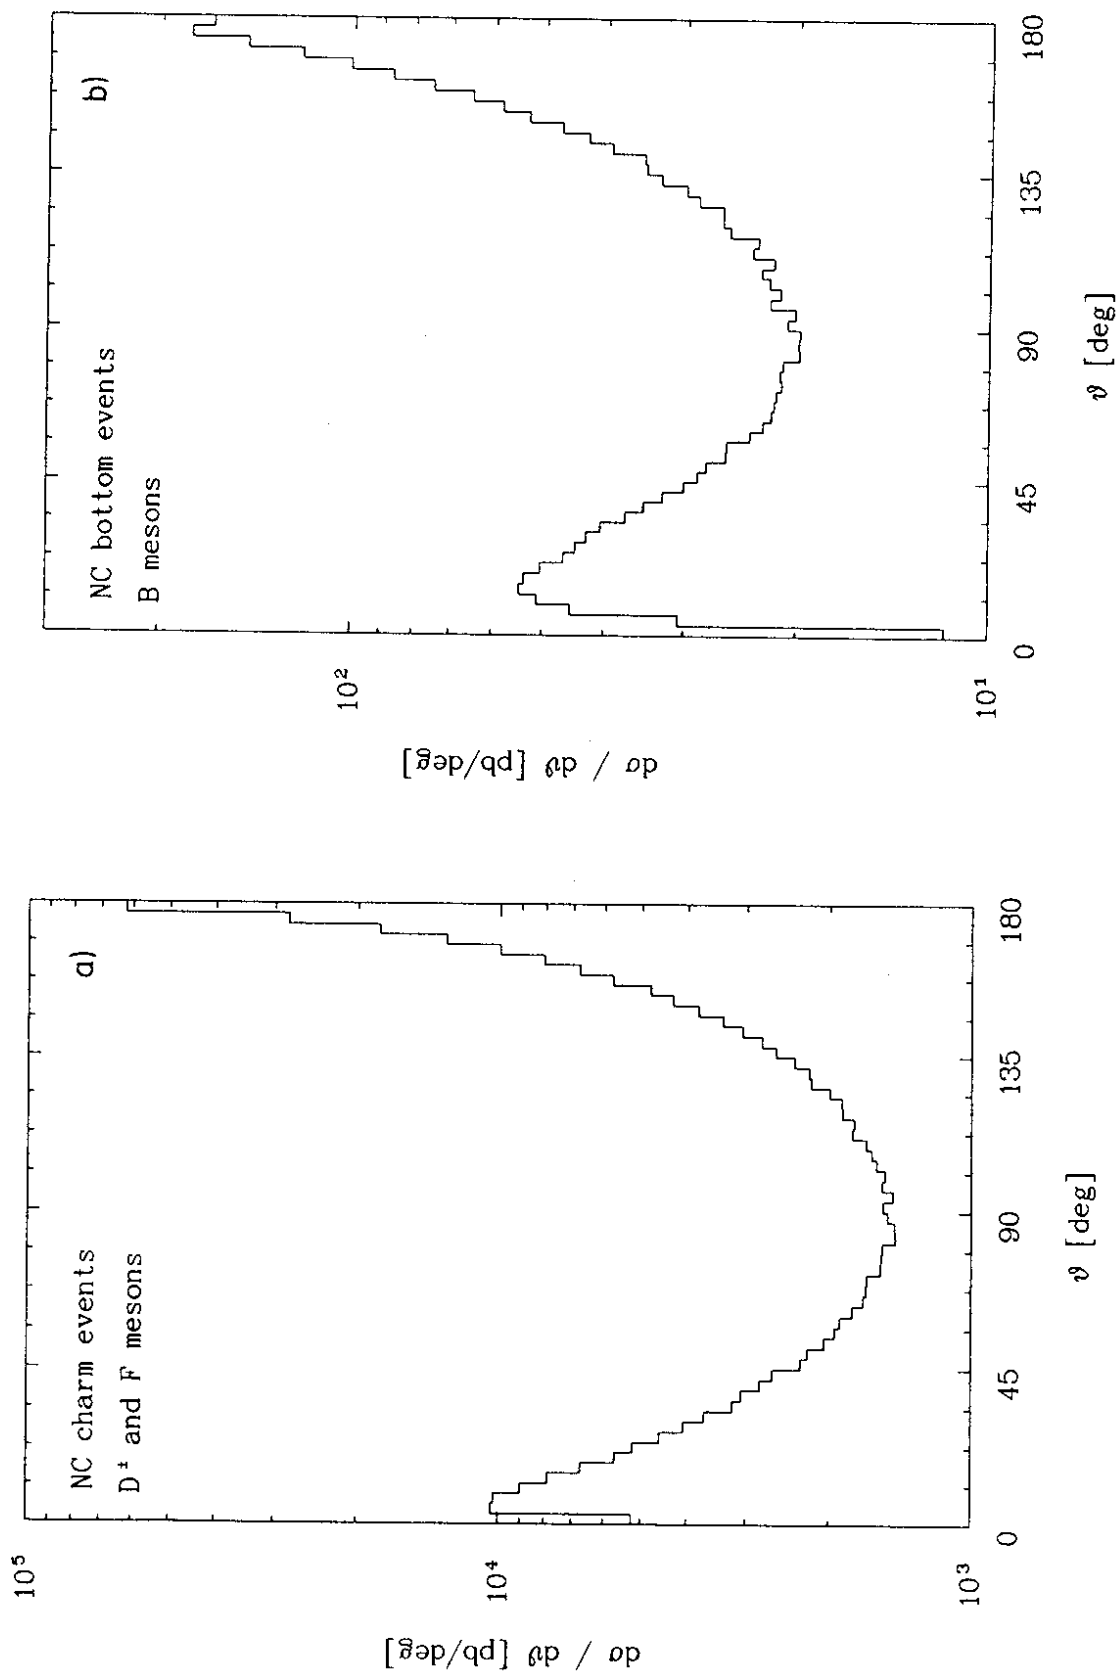 a)
NC charm events
D± and F mesons
10⁵
10⁴
10³
dσ / dϑ [pb/deg]
0
45
90
135
180
ϑ [deg]
b)
NC bottom events
B mesons
10²
10¹
dσ / dϑ [pb/deg]
0
45
90
135
180
ϑ [deg]